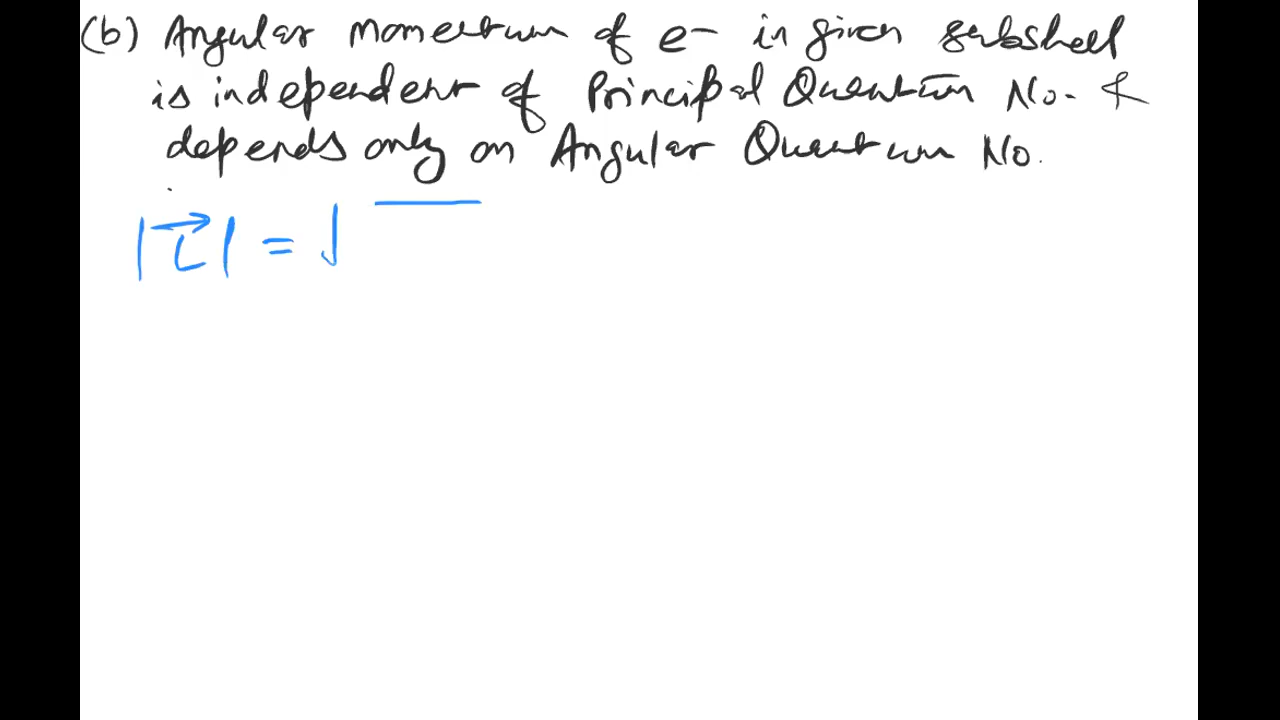 (b) Angular Momentum of e- in given subshell
is independent of Principal Quantum No. &
depends only on Angular Quantum No.
|L⃗| = √